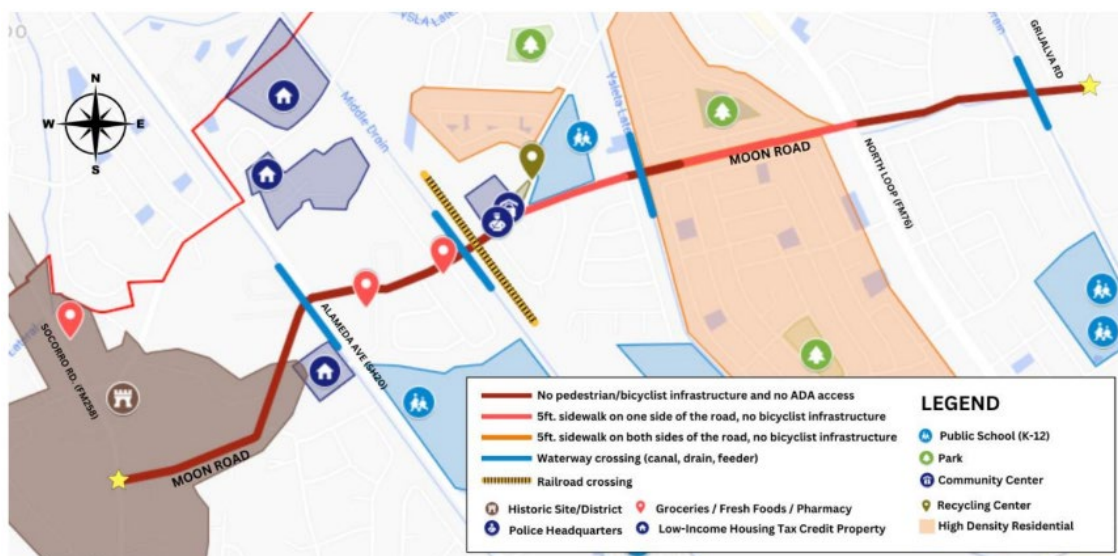 N
W E
S
Middle Drain
Ysleta Late
Drain
GRIJALVA RD
MOON ROAD
NORTH LOOP (FM76)
SOCORRO RD. (FM258)
ALAMEDA AVE (SH20)
MOON ROAD
No pedestrian/bicyclist infrastructure and no ADA access
5ft. sidewalk on one side of the road, no bicyclist infrastructure
5ft. sidewalk on both sides of the road, no bicyclist infrastructure
Waterway crossing (canal, drain, feeder)
Railroad crossing
Historic Site/District
Groceries / Fresh Foods / Pharmacy
Police Headquarters
Low-Income Housing Tax Credit Property
LEGEND
Public School (K-12)
Park
Community Center
Recycling Center
High Density Residential